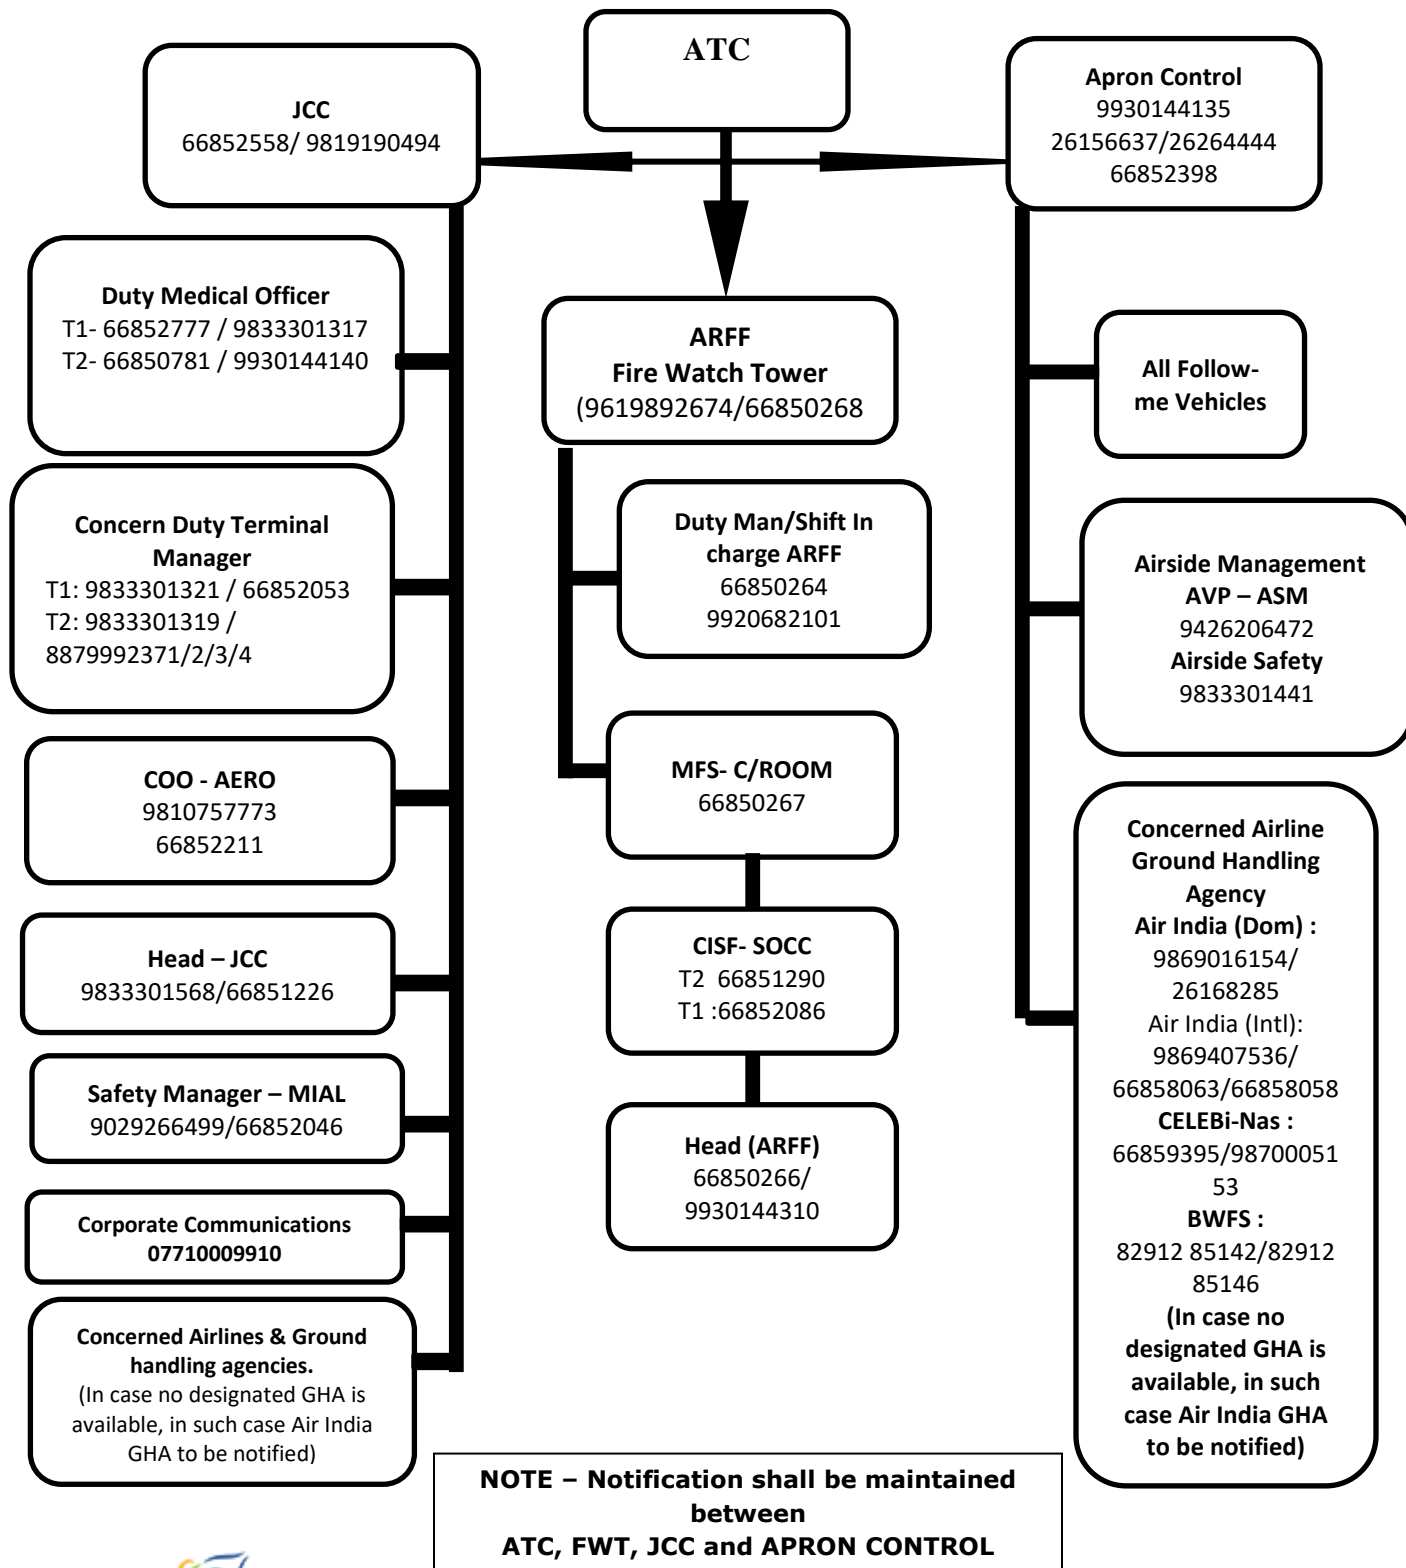 ATC
JCC
66852558/ 9819190494
Apron Control
9930144135
26156637/26264444
66852398
Duty Medical Officer
T1- 66852777 / 9833301317
T2- 66850781 / 9930144140
Concern Duty Terminal
Manager
T1: 9833301321 / 66852053
T2: 9833301319 /
8879992371/2/3/4
COO - AERO
9810757773
66852211
Head – JCC
9833301568/66851226
Safety Manager – MIAL
9029266499/66852046
Corporate Communications
07710009910
Concerned Airlines & Ground
handling agencies.
(In case no designated GHA is
available, in such case Air India
GHA to be notified)
ARFF
Fire Watch Tower
(9619892674/66850268
Duty Man/Shift In
charge ARFF
66850264
9920682101
MFS- C/ROOM
66850267
CISF- SOCC
T2  66851290
T1 :66852086
Head (ARFF)
66850266/
9930144310
All Follow-
me Vehicles
Airside Management
AVP – ASM
9426206472
Airside Safety
9833301441
Concerned Airline
Ground Handling
Agency
Air India (Dom) :
9869016154/
26168285
Air India (Intl):
9869407536/
66858063/66858058
CELEBi-Nas :
66859395/98700051
53
BWFS :
82912 85142/82912
85146
(In case no
designated GHA is
available, in such
case Air India GHA
to be notified)
NOTE – Notification shall be maintained
between
ATC, FWT, JCC and APRON CONTROL